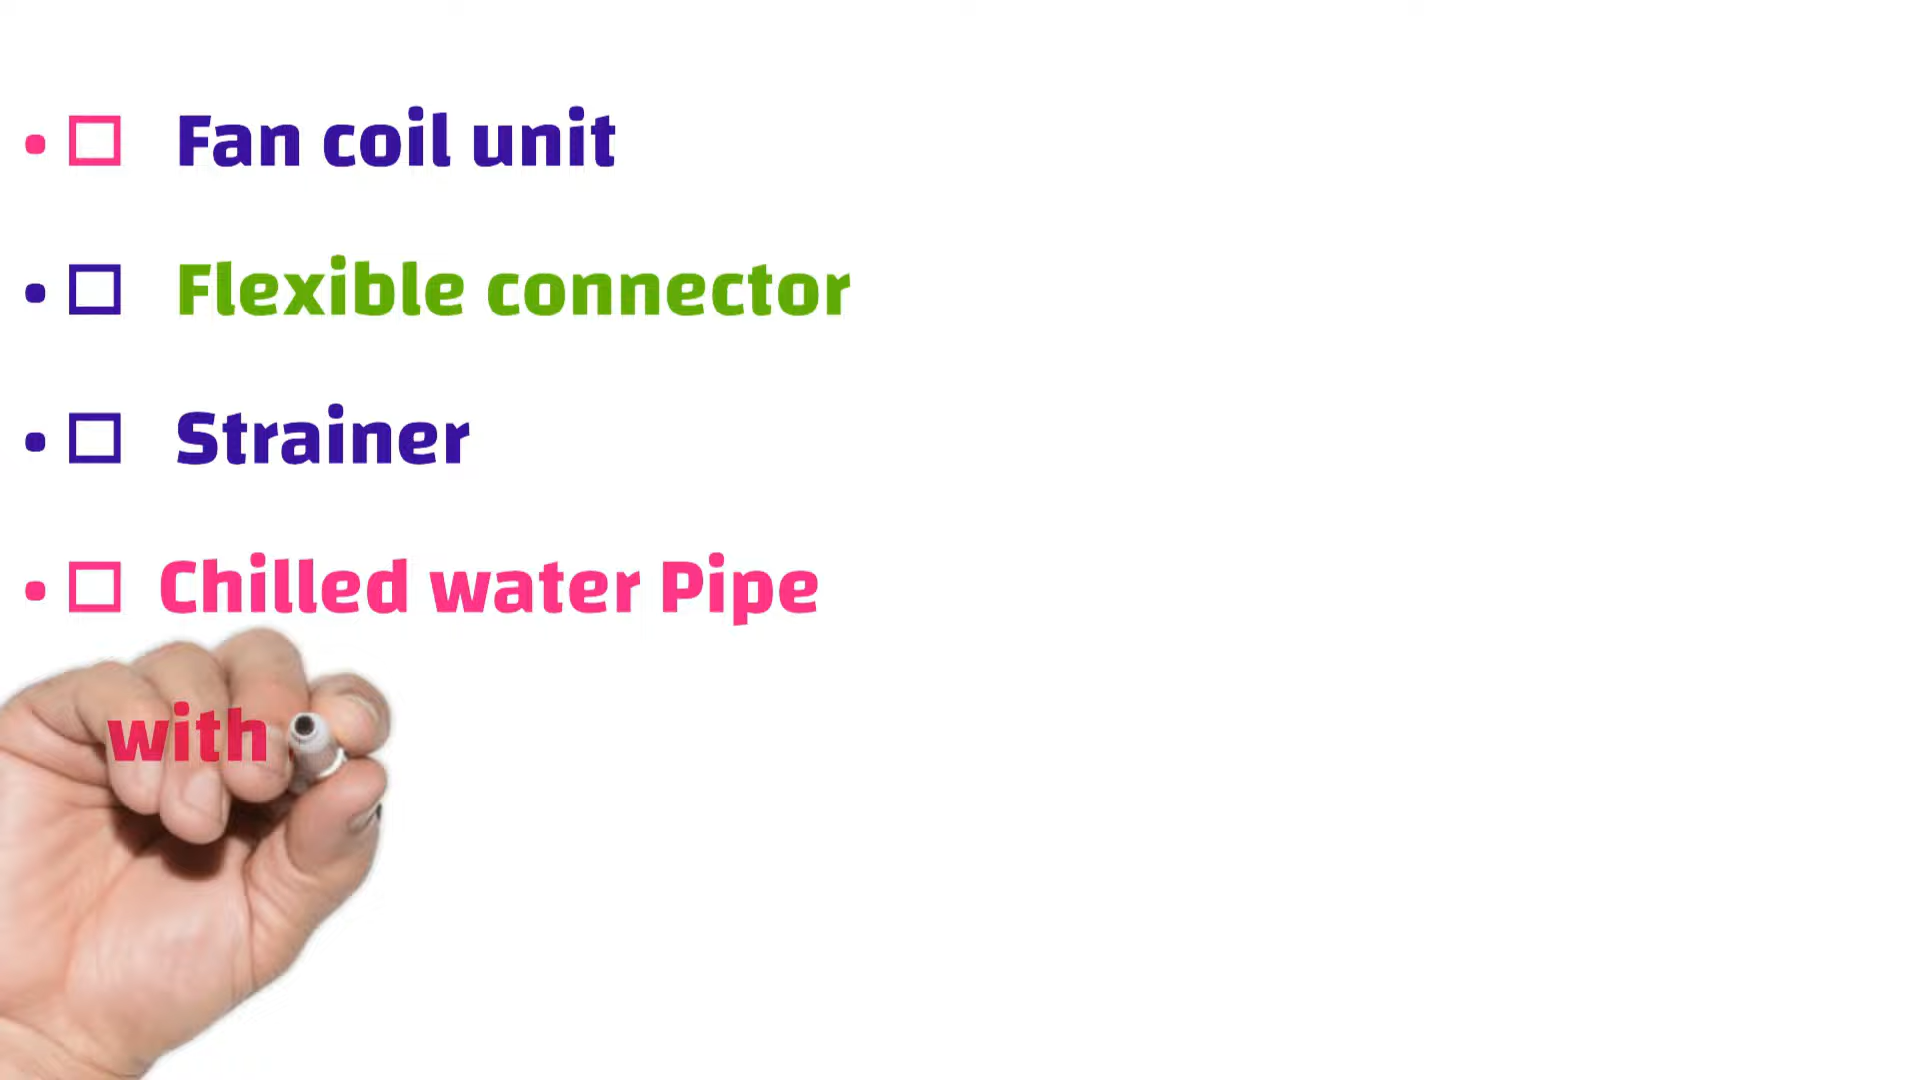 • □ Fan coil unit
• □ Flexible connector
• □ Strainer
• □ Chilled water Pipe
with